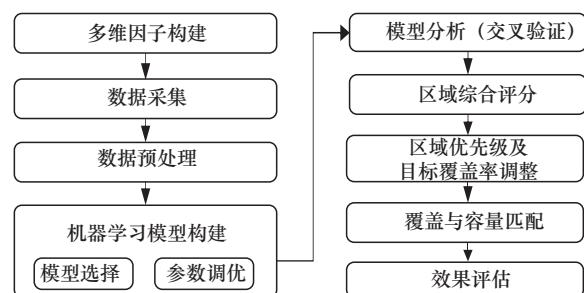 多维因子构建
数据采集
数据预处理
机器学习模型构建
模型选择
参数调优
模型分析（交叉验证）
区域综合评分
区域优先级及
目标覆盖率调整
覆盖与容量匹配
效果评估